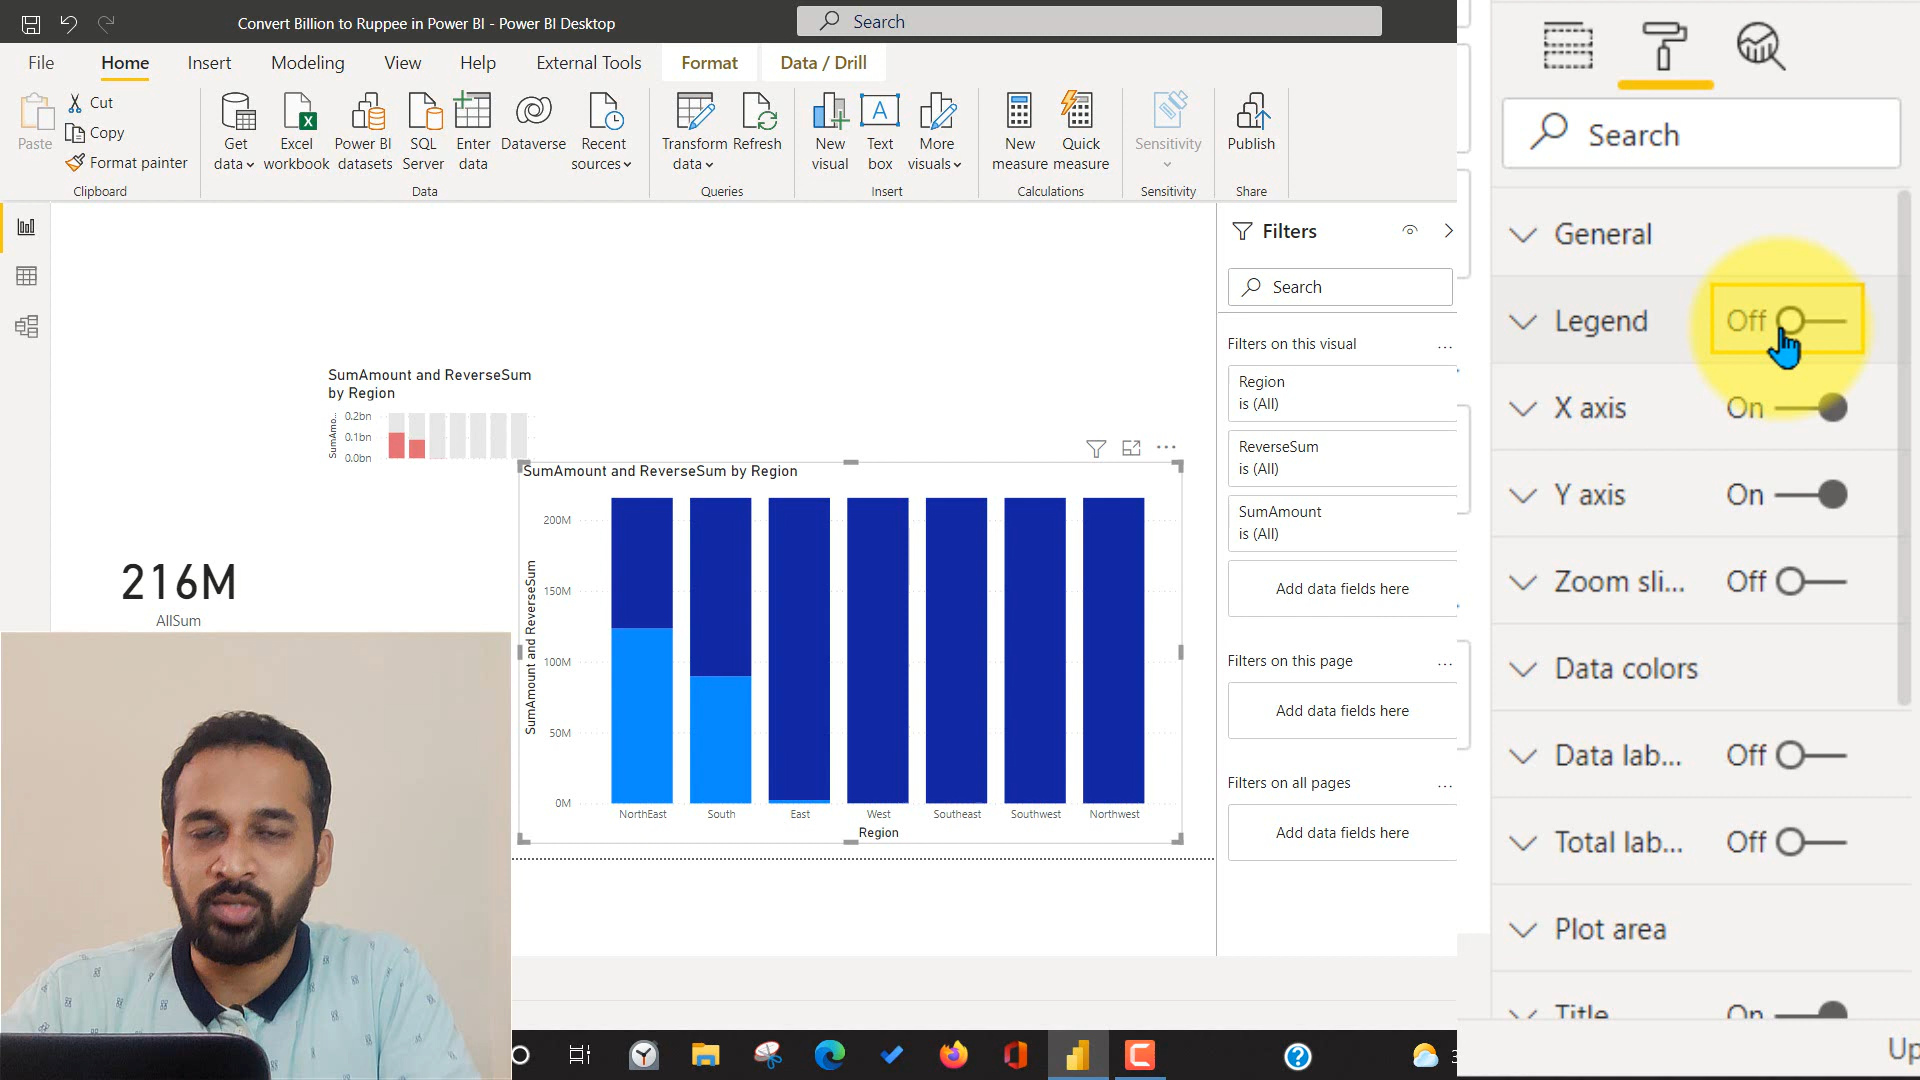 Convert Billion to Ruppee in Power BI - Power BI Desktop
Search
File
Home
Insert
Modeling
View
Help
External Tools
Format
Data / Drill
Paste
Cut
Copy
Format painter
Clipboard
Get data
Excel workbook
Power BI datasets
SQL Server
Enter data
Dataverse
Recent sources
Data
Transform data
Refresh
Queries
New visual
Text box
More visuals
Insert
New measure
Quick measure
Calculations
Sensitivity
Sensitivity
Publish
Share
SumAmount and ReverseSum
by Region
SumAmo...
0.2bn
0.1bn
0.0bn
216M
AllSum
SumAmount and ReverseSum by Region
SumAmount and ReverseSum
200M
150M
100M
50M
0M
NorthEast
South
East
West
Southeast
Southwest
Northwest
Region
Filters
Search
Filters on this visual
Region
is (All)
ReverseSum
is (All)
SumAmount
is (All)
Add data fields here
Filters on this page
Add data fields here
Filters on all pages
Add data fields here
Search
General
Legend Off
X axis On
Y axis On
Zoom sli... Off
Data colors
Data lab... Off
Total lab... Off
Plot area
Title On